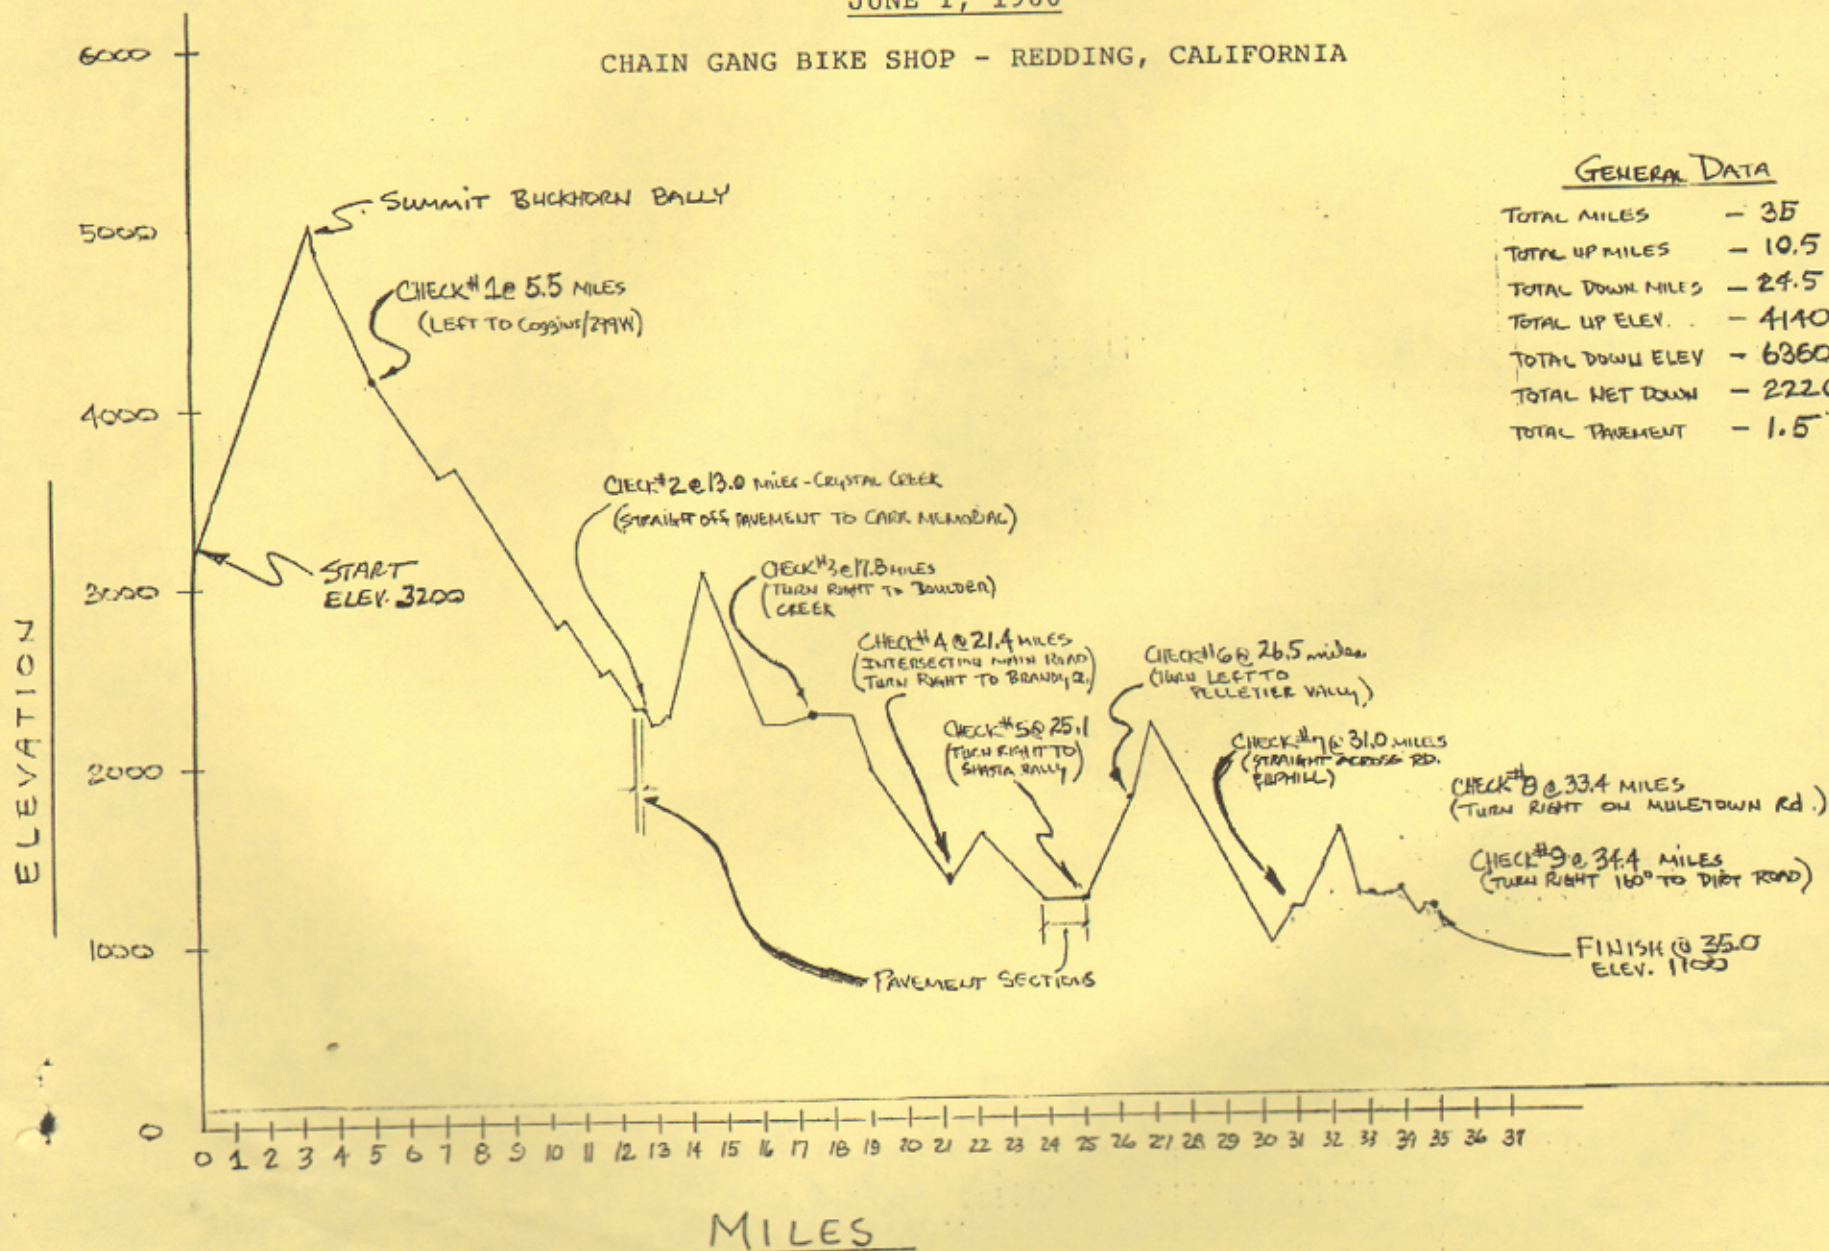 JUNE 1, 1986
CHAIN GANG BIKE SHOP - REDDING, CALIFORNIA
GENERAL DATA
TOTAL MILES - 35
TOTAL UP MILES - 10.5
TOTAL DOWN MILES - 24.5
TOTAL UP ELEV. - 4140
TOTAL DOWN ELEV - 6360
TOTAL NET DOWN - 2220
TOTAL PAVEMENT - 1.5
SUMMIT BUCKHORN BALLY
CHECK #1 @ 5.5 MILES
(LEFT TO Coggins/299W)
START
ELEV. 3200
CHECK #2 @ 13.0 MILES - CRYSTAL CREEK
(STRAIGHT OFF PAVEMENT TO CARR MEMORIAL)
CHECK #3 @ 17.8 MILES
(TURN RIGHT TO BOULDER)
CREEK
CHECK #4 @ 21.4 MILES
(INTERSECTING MAIN ROAD
TURN RIGHT TO BRANDY)
CHECK #5 @ 25.1
(TURN RIGHT TO)
SHASTA BALLY
CHECK #6 @ 26.5 miles
(TURN LEFT TO
PELLETIER VALLY)
CHECK #7 @ 31.0 MILES
(STRAIGHT ACROSS RD.
UPHILL)
CHECK #8 @ 33.4 MILES
(TURN RIGHT ON MULETOWN Rd.)
CHECK #9 @ 34.4 MILES
(TURN RIGHT 160° TO DIRT ROAD)
FINISH @ 35.0
ELEV. 1100
PAVEMENT SECTIONS
ELEVATION
6000
5000
4000
3000
2000
1000
0
0 1 2 3 4 5 6 7 8 9 10 11 12 13 14 15 16 17 18 19 20 21 22 23 24 25 26 27 28 29 30 31 32 33 34 35 36 37
MILES